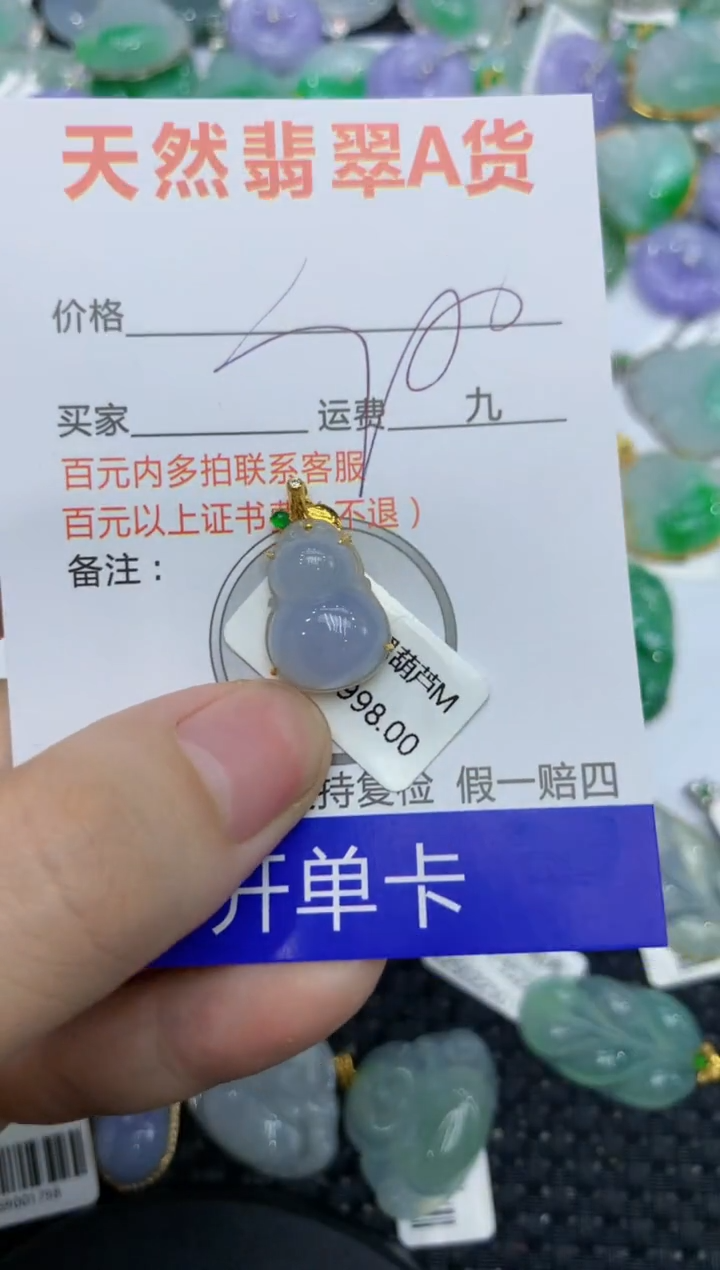 天然翡翠A货
价格
买家 运费 九
百元内多拍联系客服
百元以上证书 不退）
备注：
葫芦M
998.00
持复检 假一赔四
开单卡